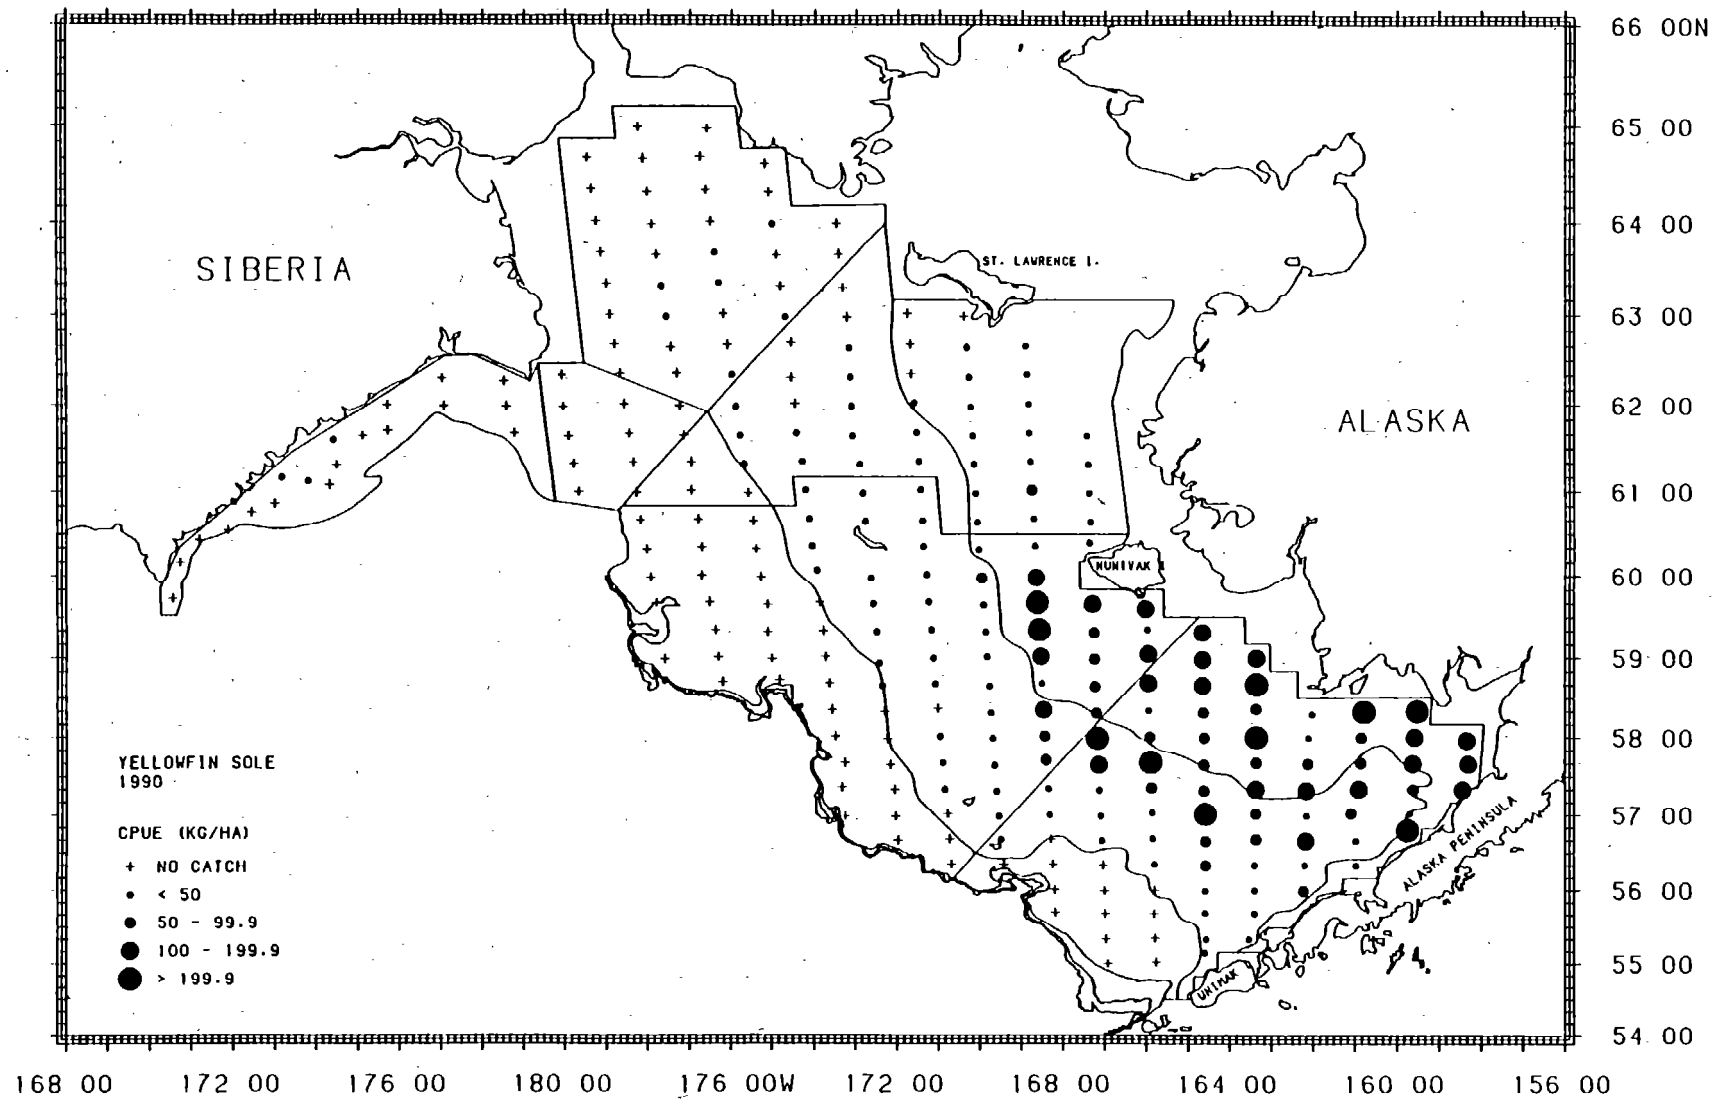 66 00N
65 00
64 00
SIBERIA
ST. LAWRENCE I.
63 00
62 00
ALASKA
61 00
NUNIVAK
60 00
59 00
58 00
YELLOWFIN SOLE
1990
57 00
CPUE (KG/HA)
+ NO CATCH
< 50
50 - 99.9
100 - 199.9
> 199.9
ALASKA PENINSULA
56 00
55 00
UNIMAK
54 00
168 00 172 00 176 00 180 00 176 00W 172 00 168 00 164 00 160 00 156 00